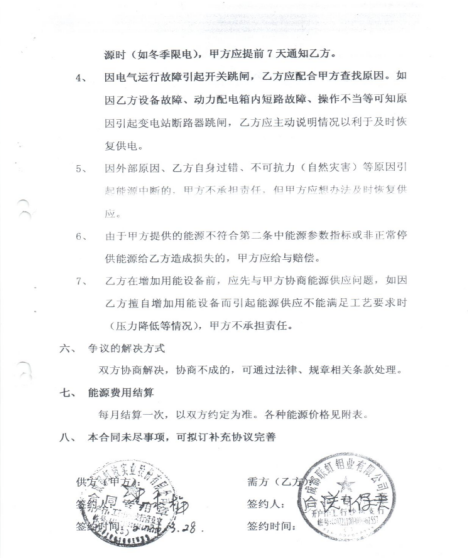 源时（如冬季限电），甲方应提前 7 天通知乙方。
4、 因电气运行故障引起开关跳闸，乙方应配合甲方查找原因。如
因乙方设备故障、动力配电箱内短路故障、操作不当等可知原
因引起变电站断路器跳闸，乙方应主动说明情况以利于及时恢
复供电。
5、 因外部原因、乙方自身过错、不可抗力（自然灾害）等原因引
起能源中断的，甲方不承担责任，但甲方应想办法及时恢复供
应。
6、 由于甲方提供的能源不符合第二条中能源参数指标或非正常停
供能源给乙方造成损失的，甲方应给与赔偿。
7、 乙方在增加用能设备前，应先与甲方协商能源供应问题，如因
乙方擅自增加用能设备而引起能源供应不能满足工艺要求时
（压力降低等情况），甲方不承担责任。
六、 争议的解决方式
双方协商解决，协商不成的，可通过法律、规章相关条款处理。
七、 能源费用结算
每月结算一次，以双方约定为准。各种能源价格见附表。
八、 本合同未尽事项，可拟订补充协议完善
供方（甲方）
需方（乙方）
签约人：
签约时间：
签约时间：